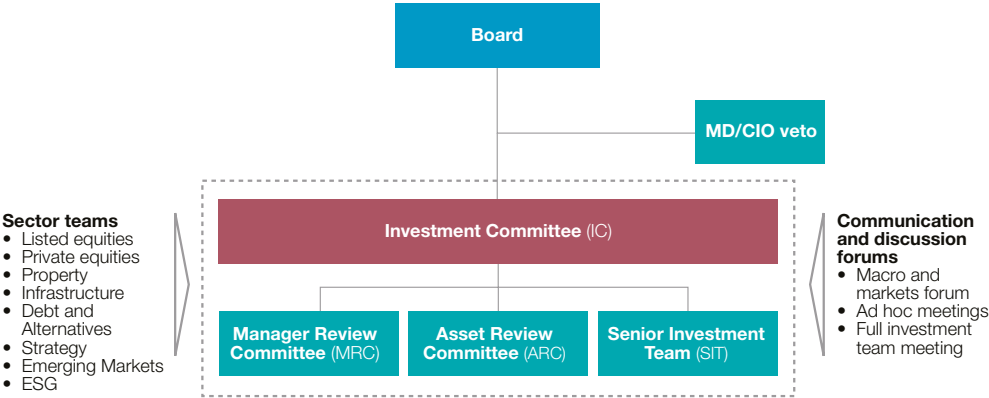 Board
MD/CIO veto
Sector teams
• Listed equities
• Private equities
• Property
• Infrastructure
• Debt and
Alternatives
• Strategy
• Emerging Markets
• ESG
Investment Committee (IC)
Manager Review
Committee (MRC)
Asset Review
Committee (ARC)
Senior Investment
Team (SIT)
Communication
and discussion
forums
• Macro and
markets forum
• Ad hoc meetings
• Full investment
team meeting